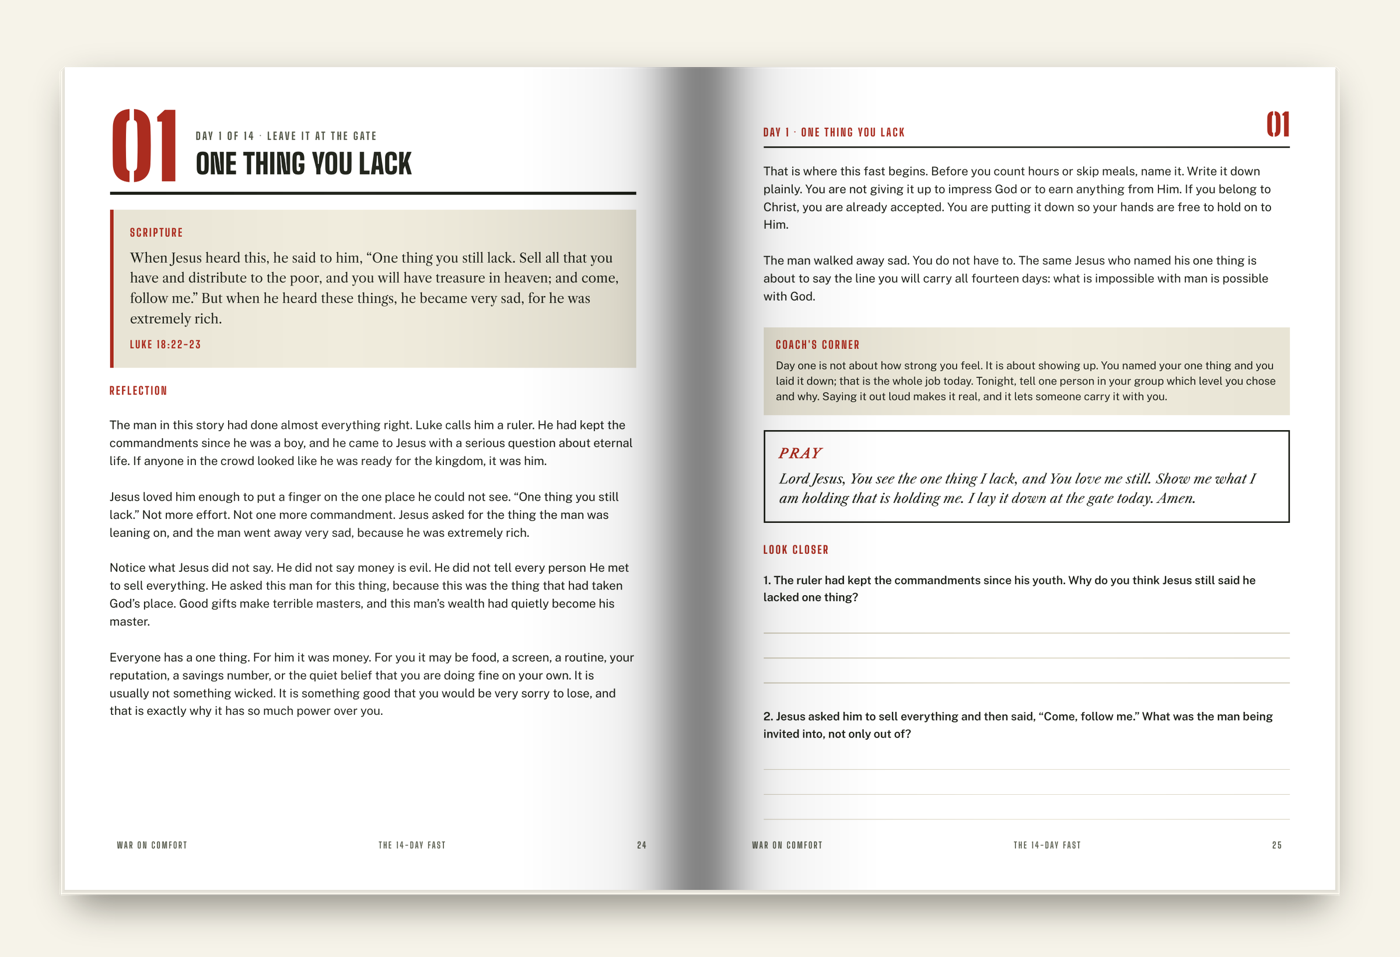 01
DAY 1 OF 14 · LEAVE IT AT THE GATE
ONE THING YOU LACK
SCRIPTURE
When Jesus heard this, he said to him, “One thing you still lack. Sell all that you
have and distribute to the poor, and you will have treasure in heaven; and come,
follow me.” But when he heard these things, he became very sad, for he was
extremely rich.
LUKE 18:22–23
REFLECTION
The man in this story had done almost everything right. Luke calls him a ruler. He had kept the
commandments since he was a boy, and he came to Jesus with a serious question about eternal
life. If anyone in the crowd looked like he was ready for the kingdom, it was him.
Jesus loved him enough to put a finger on the one place he could not see. “One thing you still
lack.” Not more effort. Not one more commandment. Jesus asked for the thing the man was
leaning on, and the man went away very sad, because he was extremely rich.
Notice what Jesus did not say. He did not say money is evil. He did not tell every person He met
to sell everything. He asked this man for this thing, because this was the thing that had taken
God’s place. Good gifts make terrible masters, and this man’s wealth had quietly become his
master.
Everyone has a one thing. For him it was money. For you it may be food, a screen, a routine, your
reputation, a savings number, or the quiet belief that you are doing fine on your own. It is
usually not something wicked. It is something good that you would be very sorry to lose, and
that is exactly why it has so much power over you.
WAR ON COMFORT
THE 14-DAY FAST
24
DAY 1 · ONE THING YOU LACK
01
That is where this fast begins. Before you count hours or skip meals, name it. Write it down
plainly. You are not giving it up to impress God or to earn anything from Him. If you belong to
Christ, you are already accepted. You are putting it down so your hands are free to hold on to
Him.
The man walked away sad. You do not have to. The same Jesus who named his one thing is
about to say the line you will carry all fourteen days: what is impossible with man is possible
with God.
COACH’S CORNER
Day one is not about how strong you feel. It is about showing up. You named your one thing and you
laid it down; that is the whole job today. Tonight, tell one person in your group which level you chose
and why. Saying it out loud makes it real, and it lets someone carry it with you.
PRAY
Lord Jesus, You see the one thing I lack, and You love me still. Show me what I
am holding that is holding me. I lay it down at the gate today. Amen.
LOOK CLOSER
1. The ruler had kept the commandments since his youth. Why do you think Jesus still said he
lacked one thing?
2. Jesus asked him to sell everything and then said, “Come, follow me.” What was the man being
invited into, not only out of?
WAR ON COMFORT
THE 14-DAY FAST
25